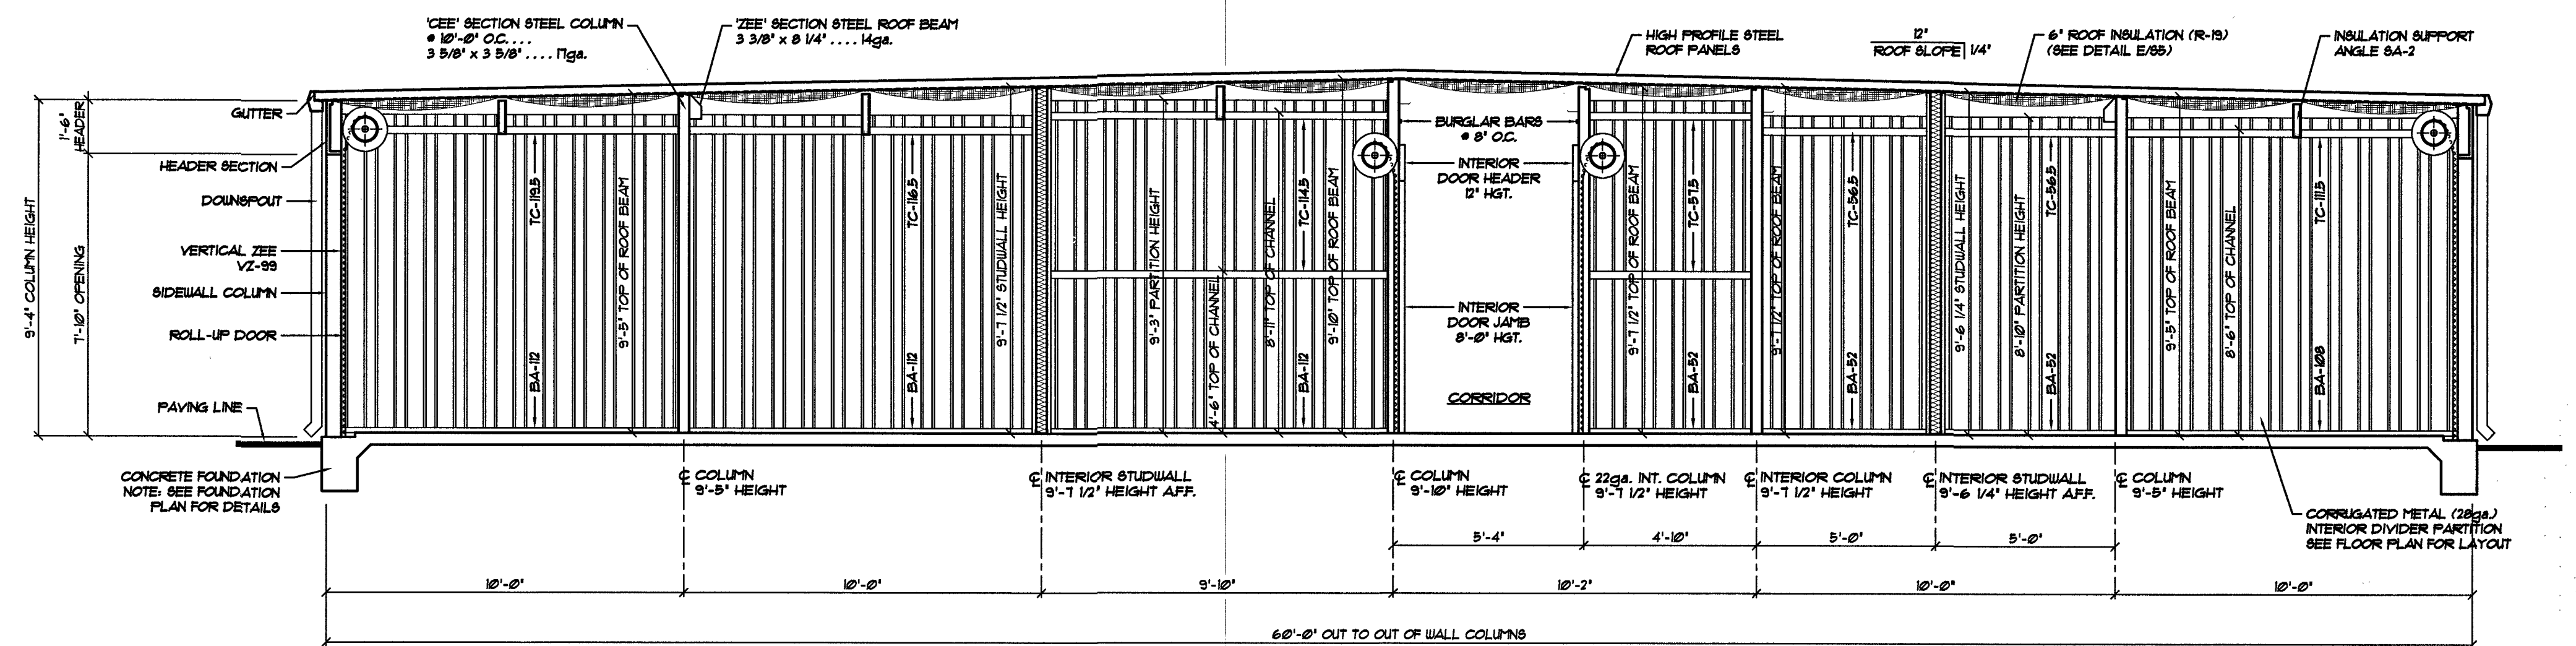 'CEE' SECTION STEEL COLUMN
@ 10'-0" O.C. . . .
3 5/8" x 3 5/8" . . . . 17ga.
'ZEE' SECTION STEEL ROOF BEAM
3 3/8" x 8 1/4" . . . . 14ga.
HIGH PROFILE STEEL
ROOF PANELS
12"
ROOF SLOPE 1/4"
6" ROOF INSULATION (R-19)
(SEE DETAIL E/S5)
INSULATION SUPPORT
ANGLE SA-2
GUTTER
1'-6"
HEADER
HEADER SECTION
DOWNSPOUT
9'-4" COLUMN HEIGHT
7'-10" OPENING
VERTICAL ZEE
VZ-99
SIDEWALL COLUMN
ROLL-UP DOOR
PAVING LINE
CONCRETE FOUNDATION
NOTE: SEE FOUNDATION
PLAN FOR DETAILS
TC-119.5
BA-112
9'-5" TOP OF ROOF BEAM
TC-116.5
BA-112
9'-7 1/2" STUDWALL HEIGHT
9'-3" PARTITION HEIGHT
4'-6" TOP OF CHANNEL
8'-11" TOP OF CHANNEL
TC-114.5
BA-112
9'-10" TOP OF ROOF BEAM
BURGLAR BARS
@ 8" O.C.
INTERIOR
DOOR HEADER
12" HGT.
INTERIOR
DOOR JAMB
8'-0" HGT.
CORRIDOR
9'-7 1/2" TOP OF ROOF BEAM
TC-57.5
BA-52
9'-7 1/2" TOP OF ROOF BEAM
TC-56.5
BA-52
9'-6 1/4" STUDWALL HEIGHT
8'-10" PARTITION HEIGHT
TC-56.5
BA-52
9'-5" TOP OF ROOF BEAM
8'-6" TOP OF CHANNEL
TC-111.5
BA-108
℄ COLUMN
9'-5" HEIGHT
℄ INTERIOR STUDWALL
9'-7 1/2" HEIGHT A.F.F.
℄ COLUMN
9'-10" HEIGHT
℄ 22ga. INT. COLUMN
9'-7 1/2" HEIGHT
℄ INTERIOR COLUMN
9'-7 1/2" HEIGHT
℄ INTERIOR STUDWALL
9'-6 1/4" HEIGHT A.F.F.
℄ COLUMN
9'-5" HEIGHT
CORRUGATED METAL (28ga.)
INTERIOR DIVIDER PARTITION
SEE FLOOR PLAN FOR LAYOUT
5'-4"
4'-10"
5'-0"
5'-0"
10'-0"
10'-0"
9'-10"
10'-2"
10'-0"
10'-0"
60'-0" OUT TO OUT OF WALL COLUMNS